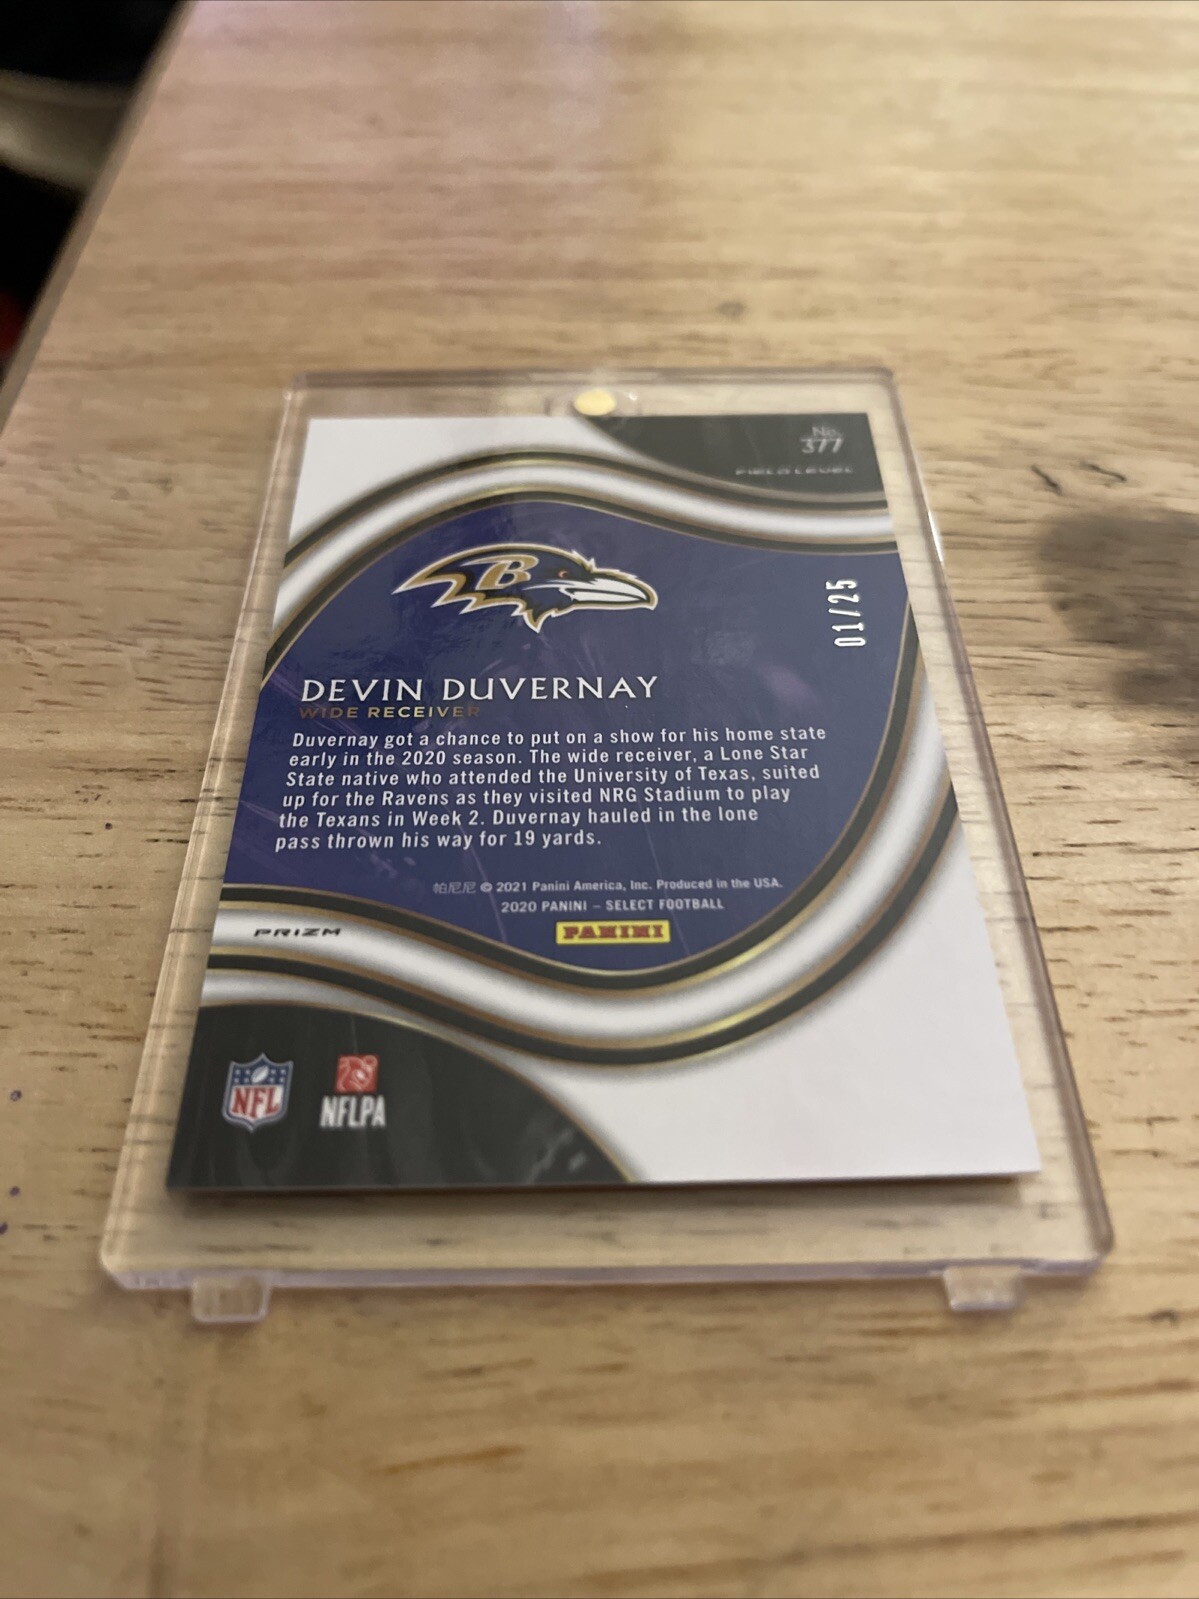 No.
377
FIELD LEVEL
B
01/25
DEVIN DUVERNAY
WIDE RECEIVER
Duvernay got a chance to put on a show for his home state
early in the 2020 season. The wide receiver, a Lone Star
State native who attended the University of Texas, suited
up for the Ravens as they visited NRG Stadium to play
the Texans in Week 2. Duvernay hauled in the lone
pass thrown his way for 19 yards.
帕尼尼 © 2021 Panini America, Inc. Produced in the USA.
2020 PANINI – SELECT FOOTBALL
PANINI
PRIZM
NFL
NFLPA